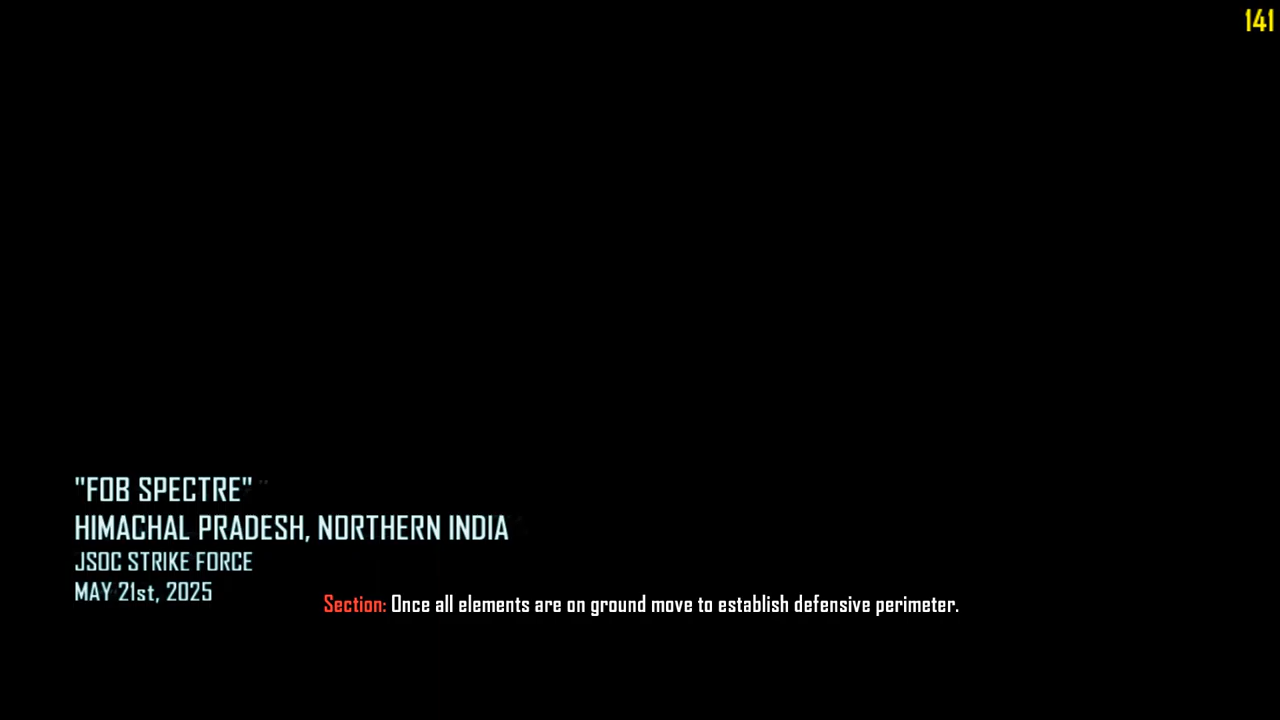 141
"FOB SPECTRE"
HIMACHAL PRADESH, NORTHERN INDIA
JSOC STRIKE FORCE
MAY 21st, 2025
Section: Once all elements are on ground move to establish defensive perimeter.